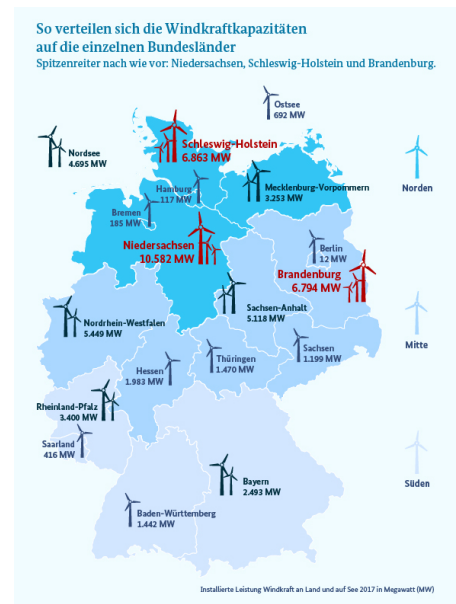 So verteilen sich die Windkraftkapazitäten
auf die einzelnen Bundesländer
Spitzenreiter nach wie vor: Niedersachsen, Schleswig-Holstein und Brandenburg.
Ostsee
692 MW
Nordsee
4.695 MW
Schleswig-Holstein
6.863 MW
Norden
Hamburg
117 MW
Mecklenburg-Vorpommern
3.253 MW
Bremen
185 MW
Niedersachsen
10.582 MW
Berlin
12 MW
Brandenburg
6.794 MW
Sachsen-Anhalt
5.118 MW
Nordrhein-Westfalen
5.449 MW
Mitte
Sachsen
1.199 MW
Thüringen
1.470 MW
Hessen
1.983 MW
Rheinland-Pfalz
3.400 MW
Saarland
416 MW
Bayern
2.493 MW
Süden
Baden-Württemberg
1.442 MW
Installierte Leistung Windkraft an Land und auf See 2017 in Megawatt (MW)